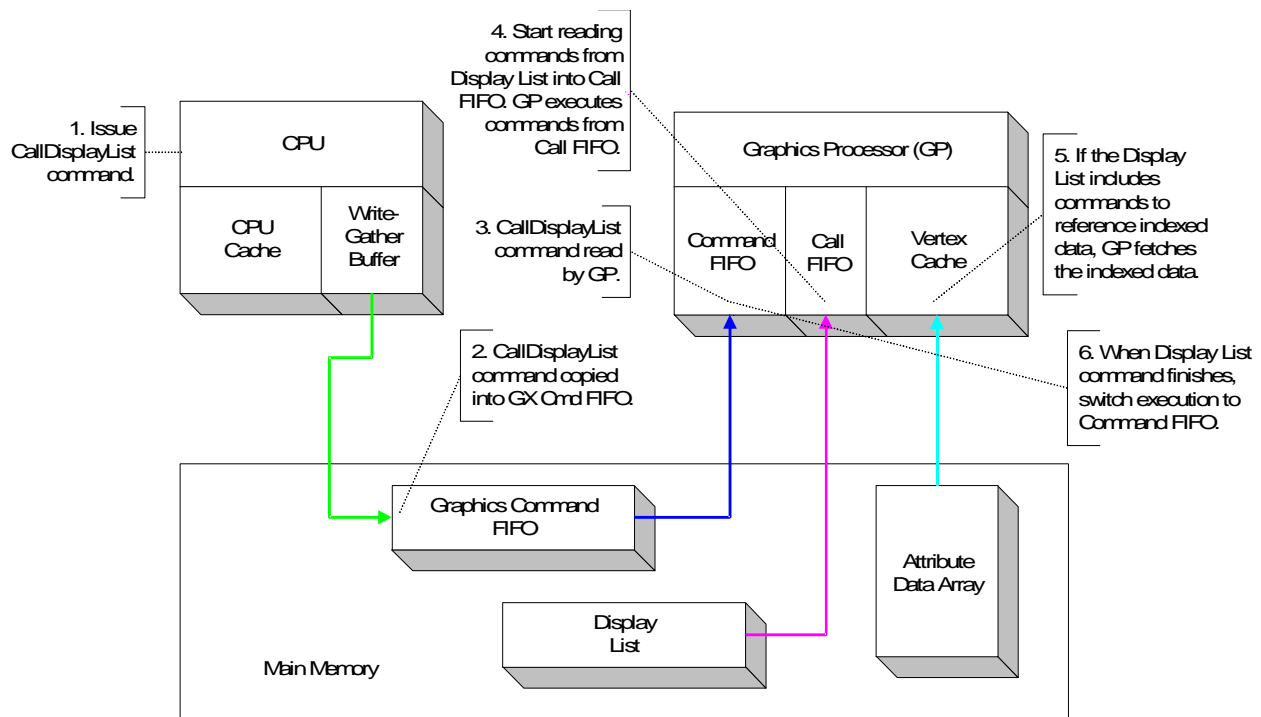 4. Start reading
commands from
Display List into Call
FIFO. GP executes
commands from
Call FIFO.
1. Issue
CallDisplayList
command.
CPU
CPU
Cache
Write-
Gather
Buffer
Graphics Processor (GP)
3. CallDisplayList
command read
by GP.
Command
FIFO
Call
FIFO
Vertex
Cache
5. If the Display
List includes
commands to
reference indexed
data, GP fetches
the indexed data.
2. CallDisplayList
command copied
into GX Cmd FIFO.
6. When Display List
command finishes,
switch execution to
Command FIFO.
Graphics Command
FIFO
Attribute
Data Array
Display
List
Main Memory